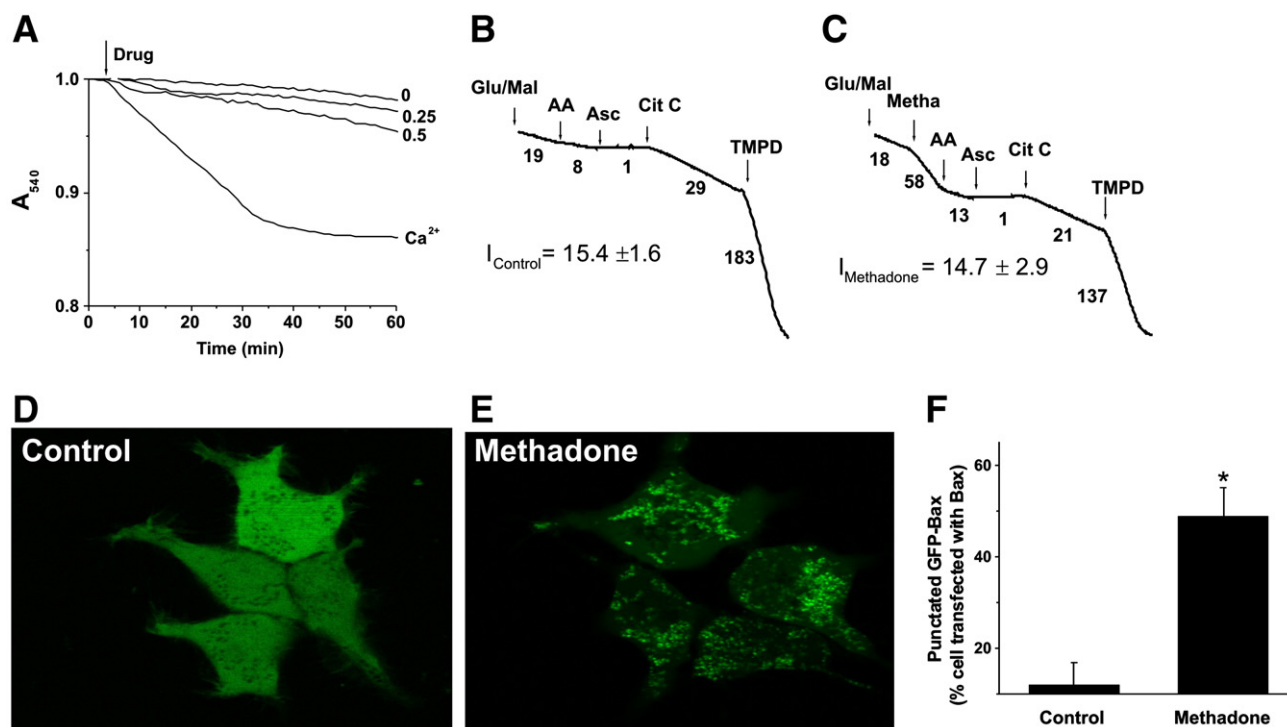 A
Drug
1.0
0.9
0.8
A540
0
0.25
0.5
Ca2+
0 10 20 30 40 50 60
Time (min)
B
Glu/Mal
AA
Asc
Cit C
TMPD
19
8
1
29
183
IControl= 15.4 ±1.6
C
Glu/Mal
Metha
AA
Asc
Cit C
TMPD
18
58
13
1
21
137
IMethadone = 14.7 ± 2.9
D
Control
E
Methadone
F
Punctated GFP-Bax
(% cell transfected with Bax)
60
40
20
*
Control Methadone